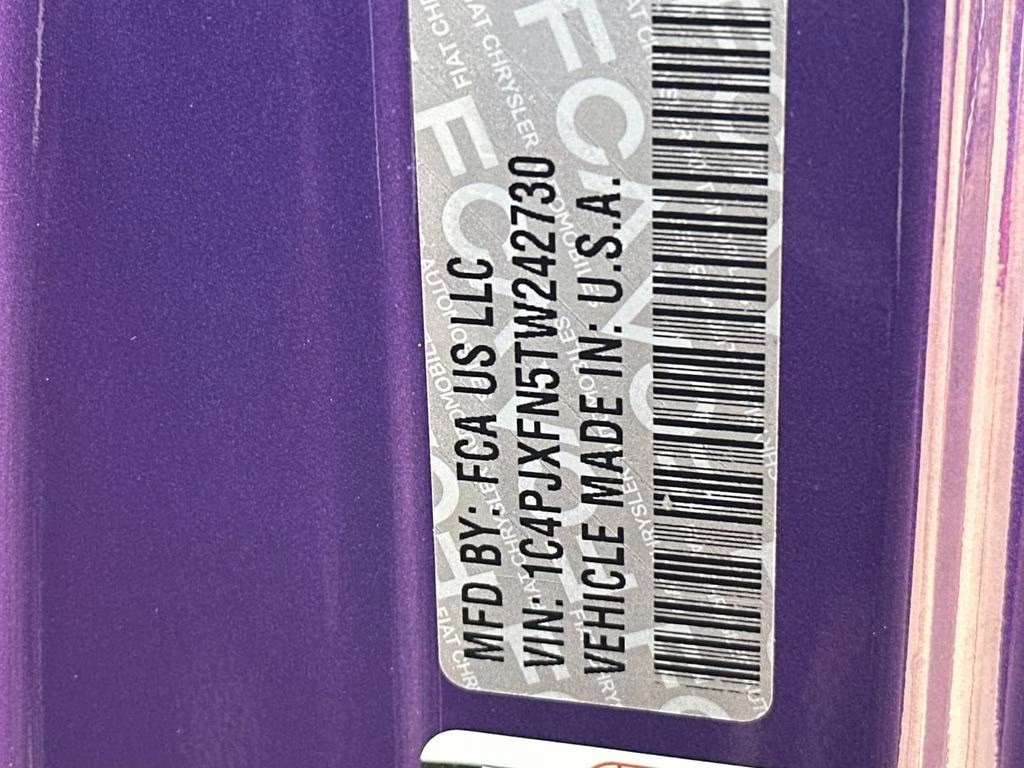 MFD BY: FCA US LLC
VIN: 1C4PJXFN5TW242730
VEHICLE MADE IN: U.S.A.